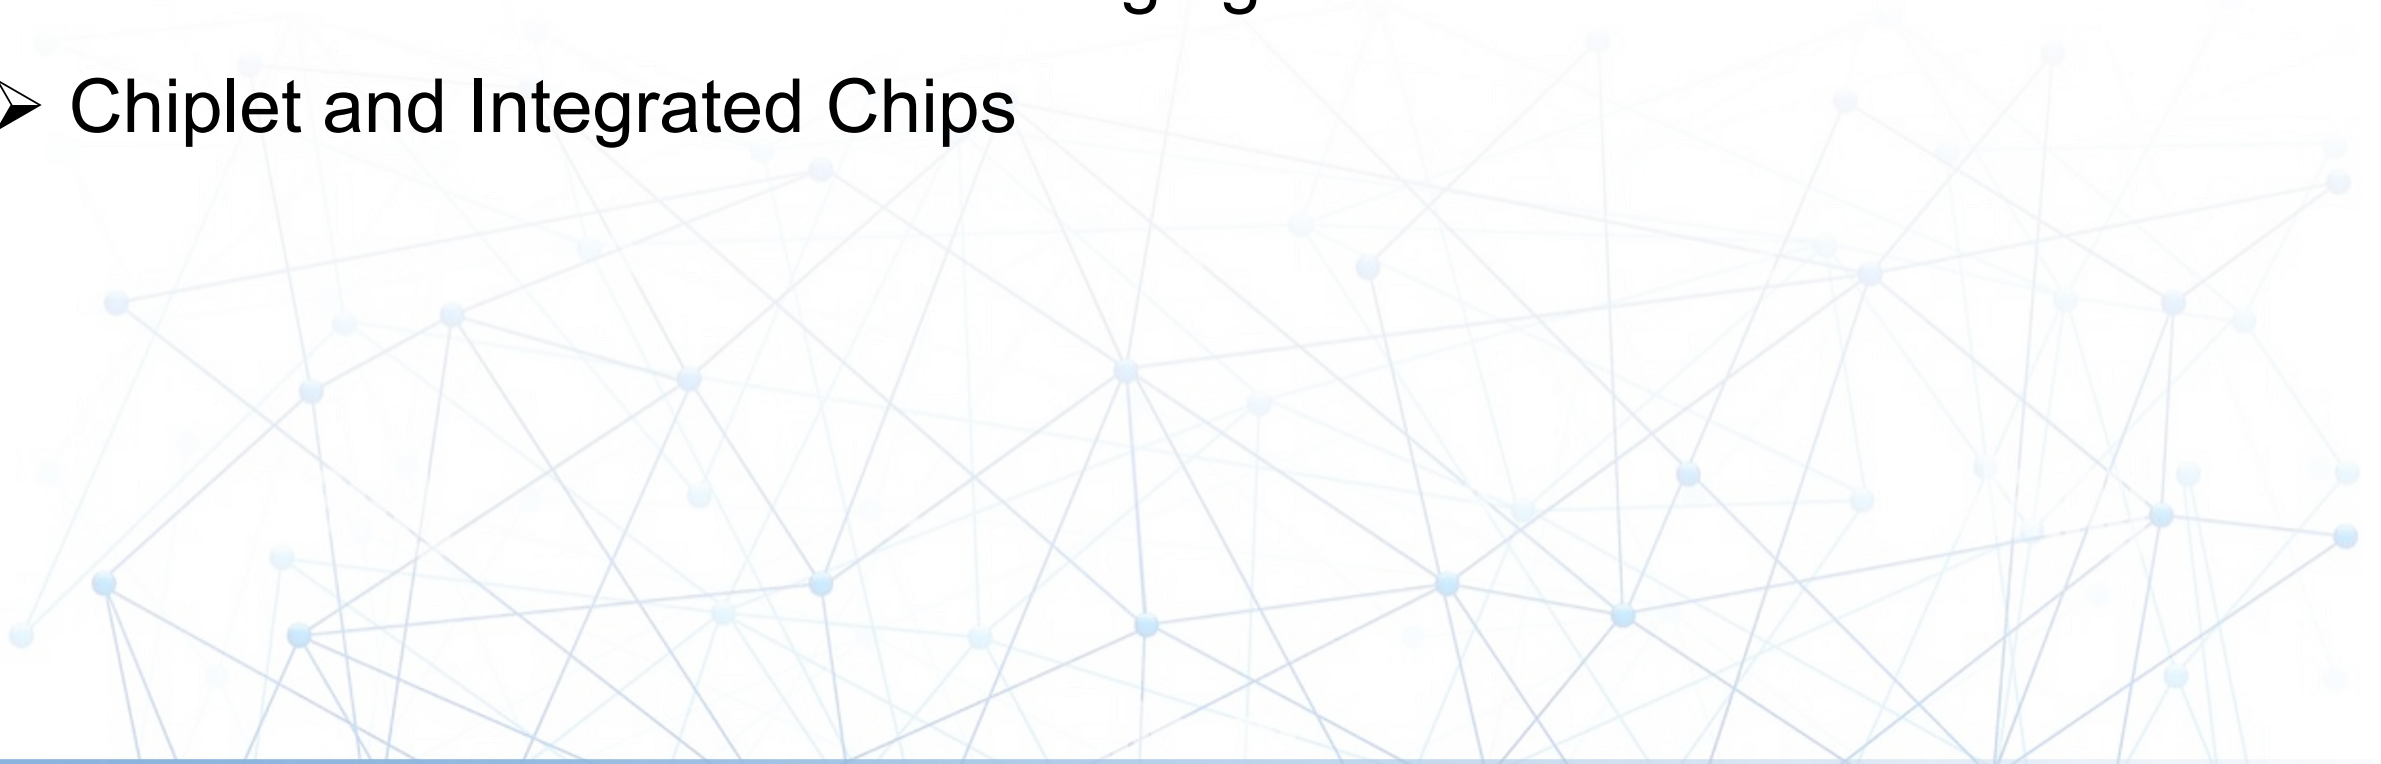 ➢ Chiplet and Integrated Chips